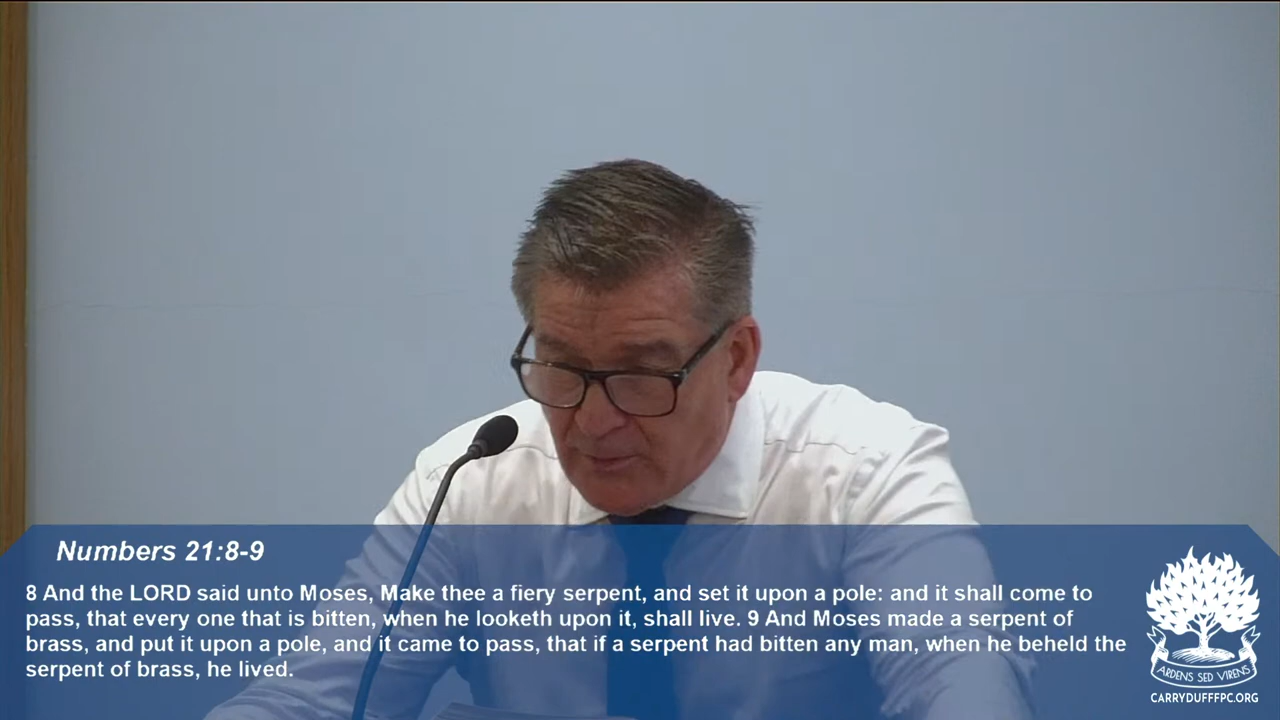 Numbers 21:8-9
8 And the LORD said unto Moses, Make thee a fiery serpent, and set it upon a pole: and it shall come to
pass, that every one that is bitten, when he looketh upon it, shall live. 9 And Moses made a serpent of
brass, and put it upon a pole, and it came to pass, that if a serpent had bitten any man, when he beheld the
serpent of brass, he lived.
ARDENS SED VIRENS
CARRYDUFFFPC.ORG